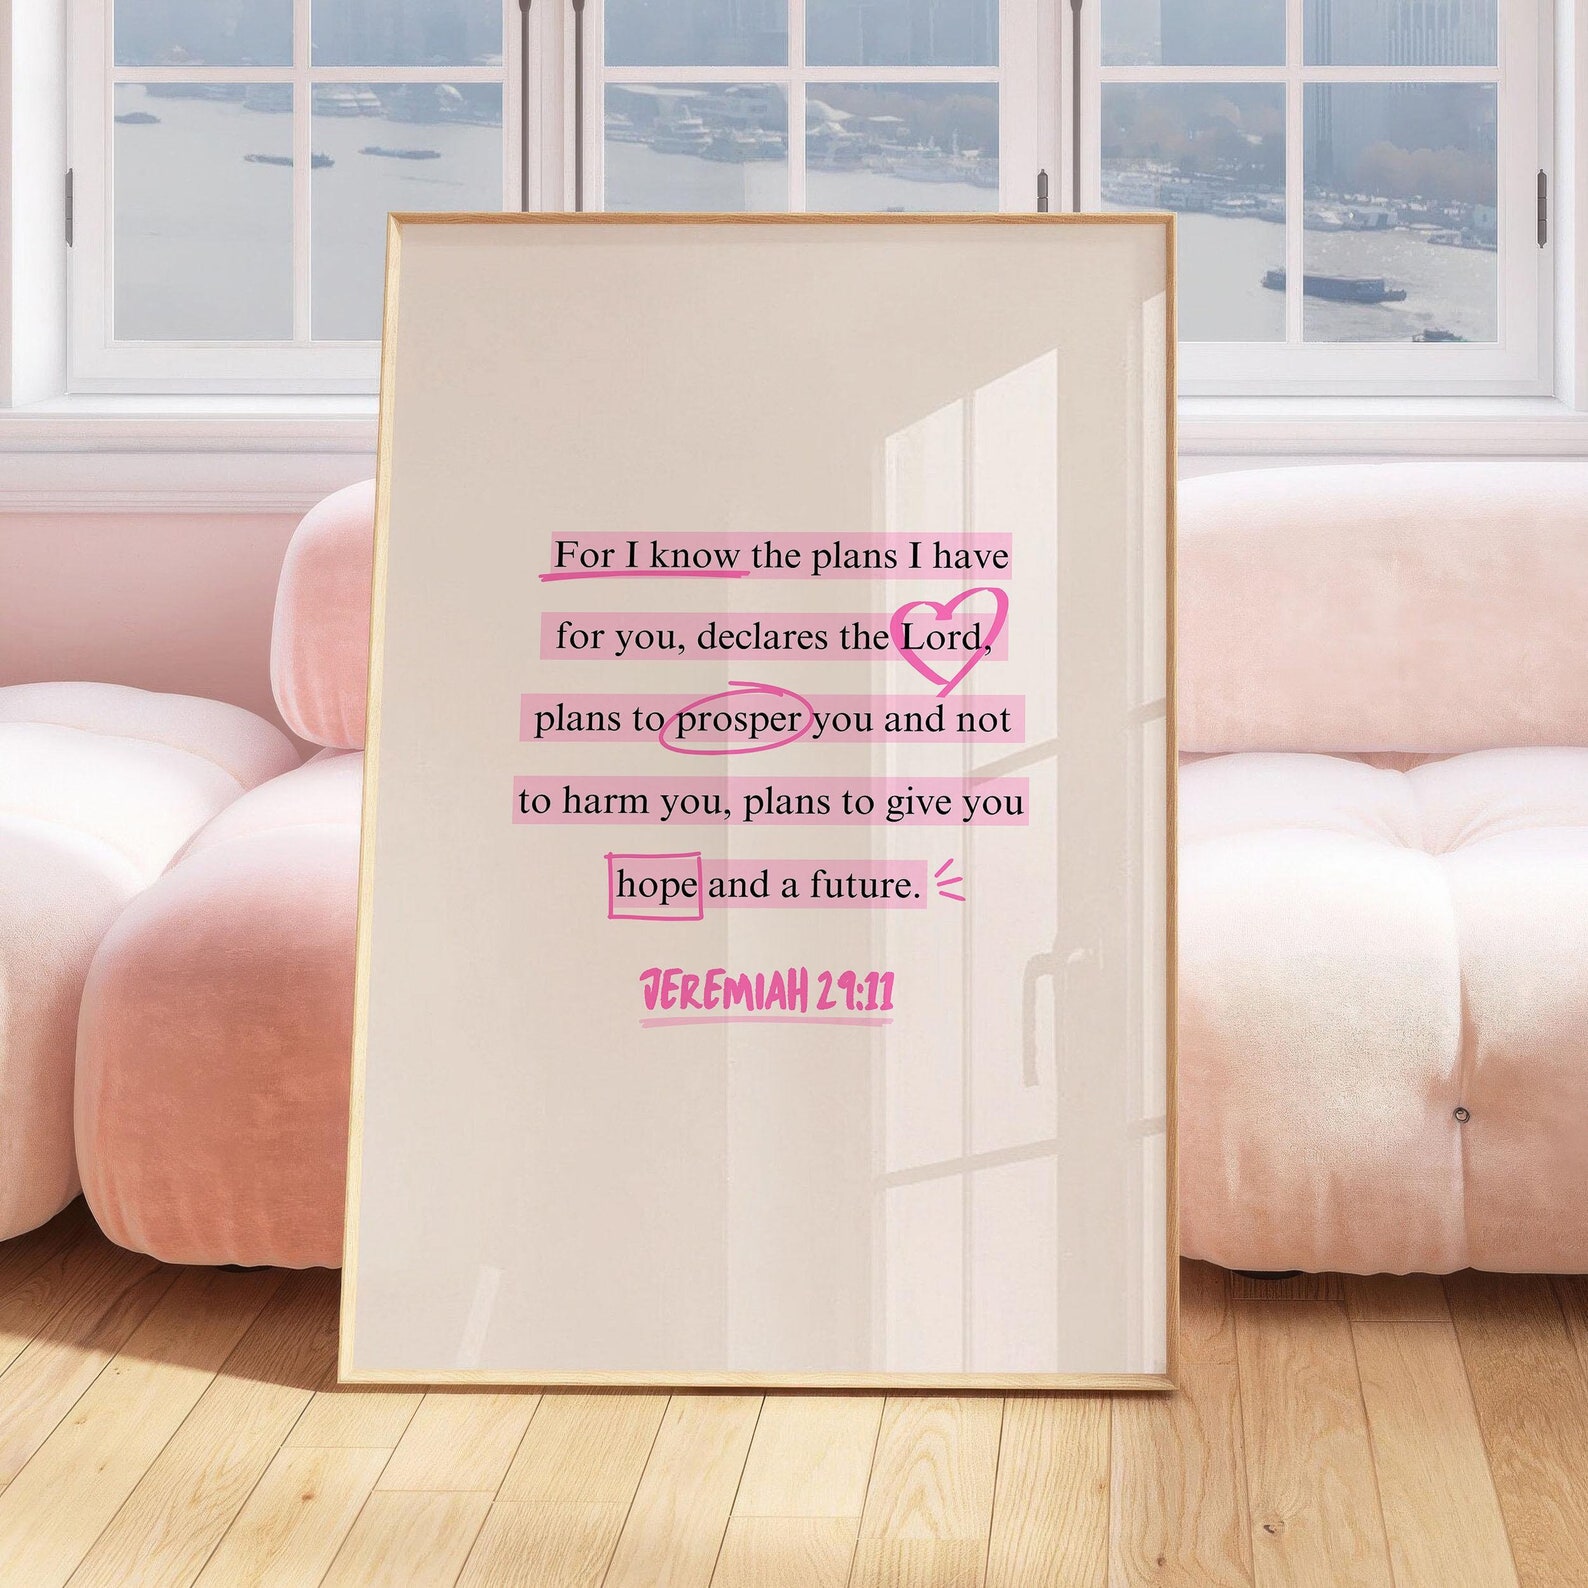 For I know the plans I have
for you, declares the Lord,
plans to prosper you and not
to harm you, plans to give you
hope and a future.
JEREMIAH 29:11